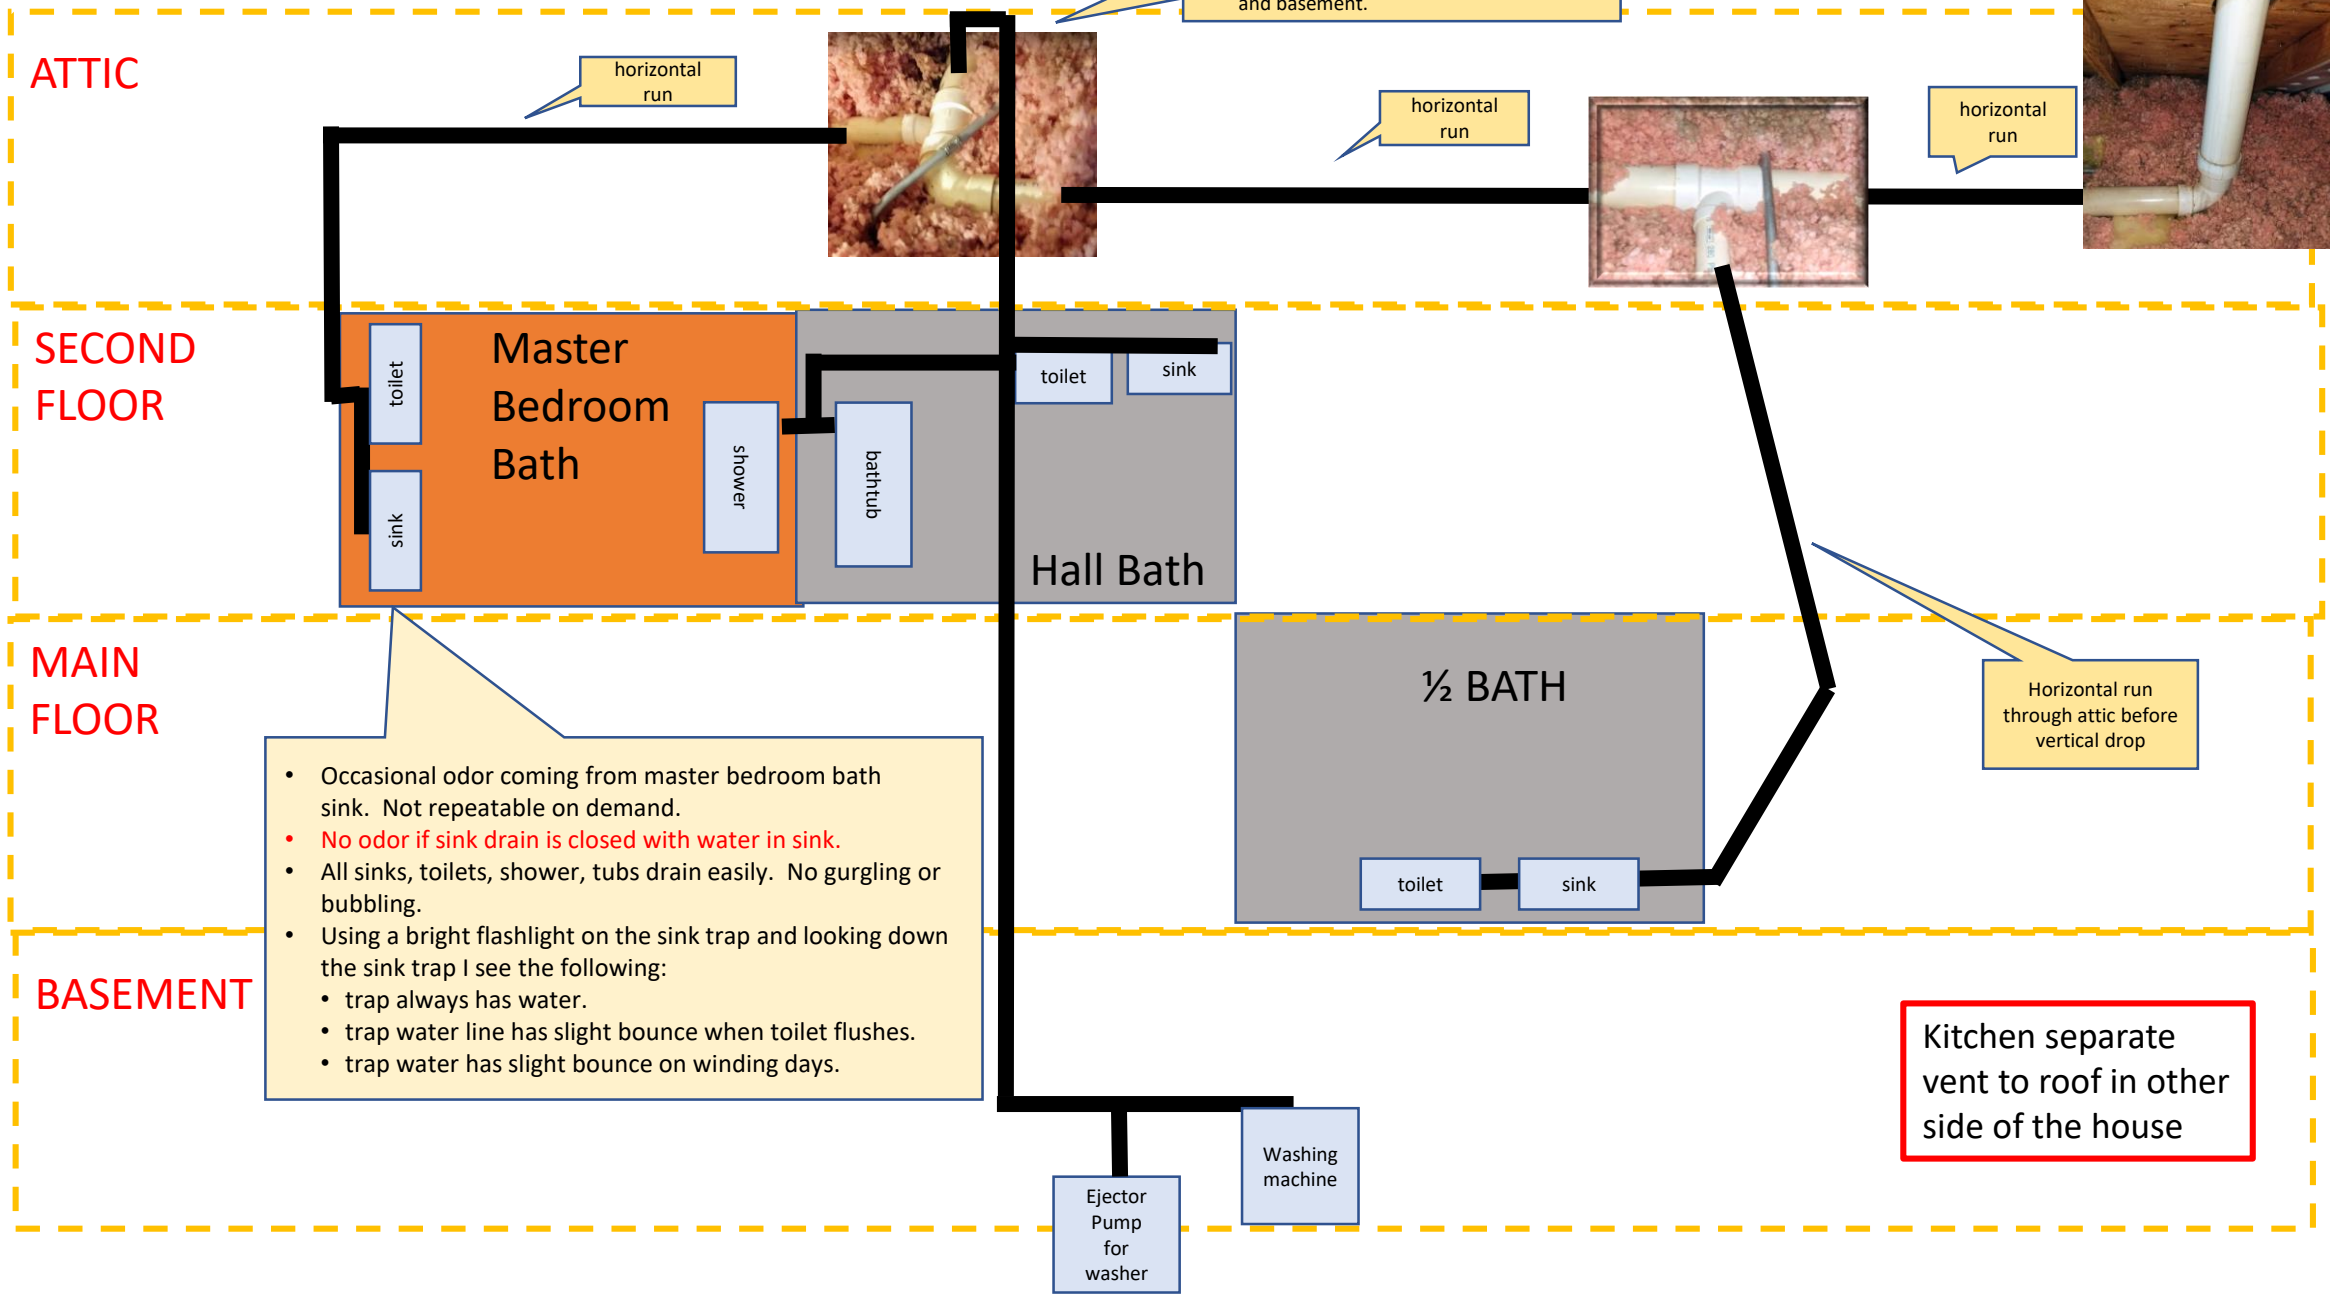 and basement.
ATTIC
horizontal
run
horizontal
run
horizontal
run
SECOND
FLOOR
toilet
sink
Master
Bedroom
Bath
shower
bathtub
toilet
sink
Hall Bath
MAIN
FLOOR
½ BATH
toilet
sink
Horizontal run
through attic before
vertical drop
• Occasional odor coming from master bedroom bath
sink. Not repeatable on demand.
• No odor if sink drain is closed with water in sink.
• All sinks, toilets, shower, tubs drain easily. No gurgling or
bubbling.
• Using a bright flashlight on the sink trap and looking down
the sink trap I see the following:
• trap always has water.
• trap water line has slight bounce when toilet flushes.
• trap water has slight bounce on winding days.
BASEMENT
Kitchen separate
vent to roof in other
side of the house
Washing
machine
Ejector
Pump
for
washer